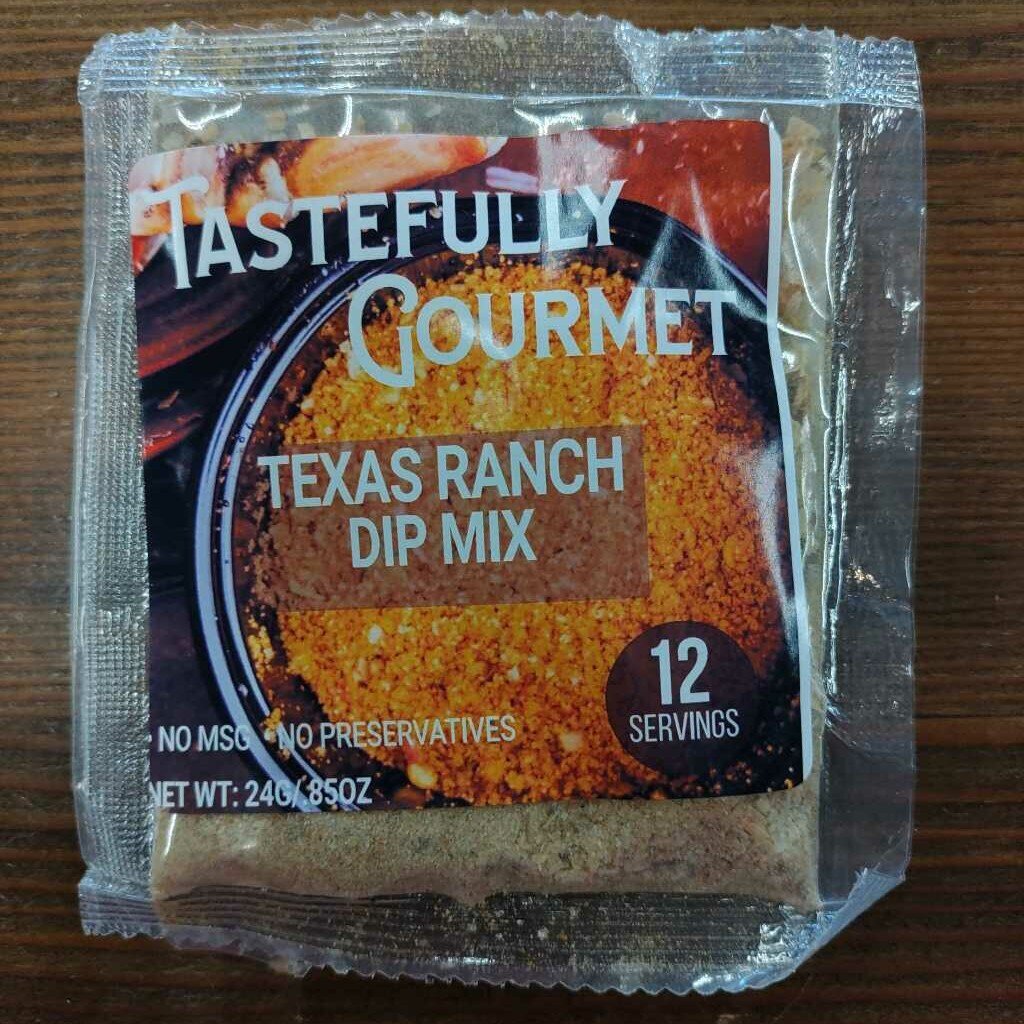 TASTEFULLY
GOURMET
TEXAS RANCH
DIP MIX
12
SERVINGS
• NO MSG • NO PRESERVATIVES
NET WT: 24G/.85OZ